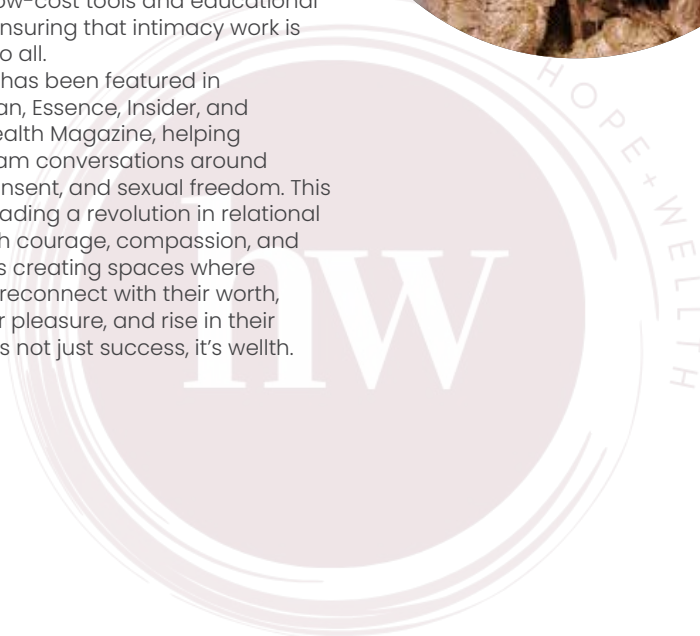 ow-cost tools and educational
nsuring that intimacy work is
o all.
has been featured in
an, Essence, Insider, and
ealth Magazine, helping
am conversations around
nsent, and sexual freedom. This
ading a revolution in relational
h courage, compassion, and
s creating spaces where
reconnect with their worth,
r pleasure, and rise in their
s not just success, it’s wellth.
hw
HOPE+WELLTH